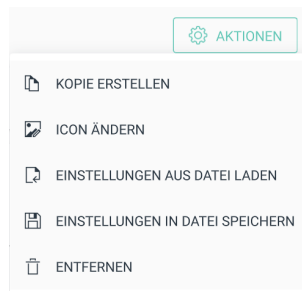 AKTIONEN
KOPIE ERSTELLEN
ICON ÄNDERN
EINSTELLUNGEN AUS DATEI LADEN
EINSTELLUNGEN IN DATEI SPEICHERN
ENTFERNEN